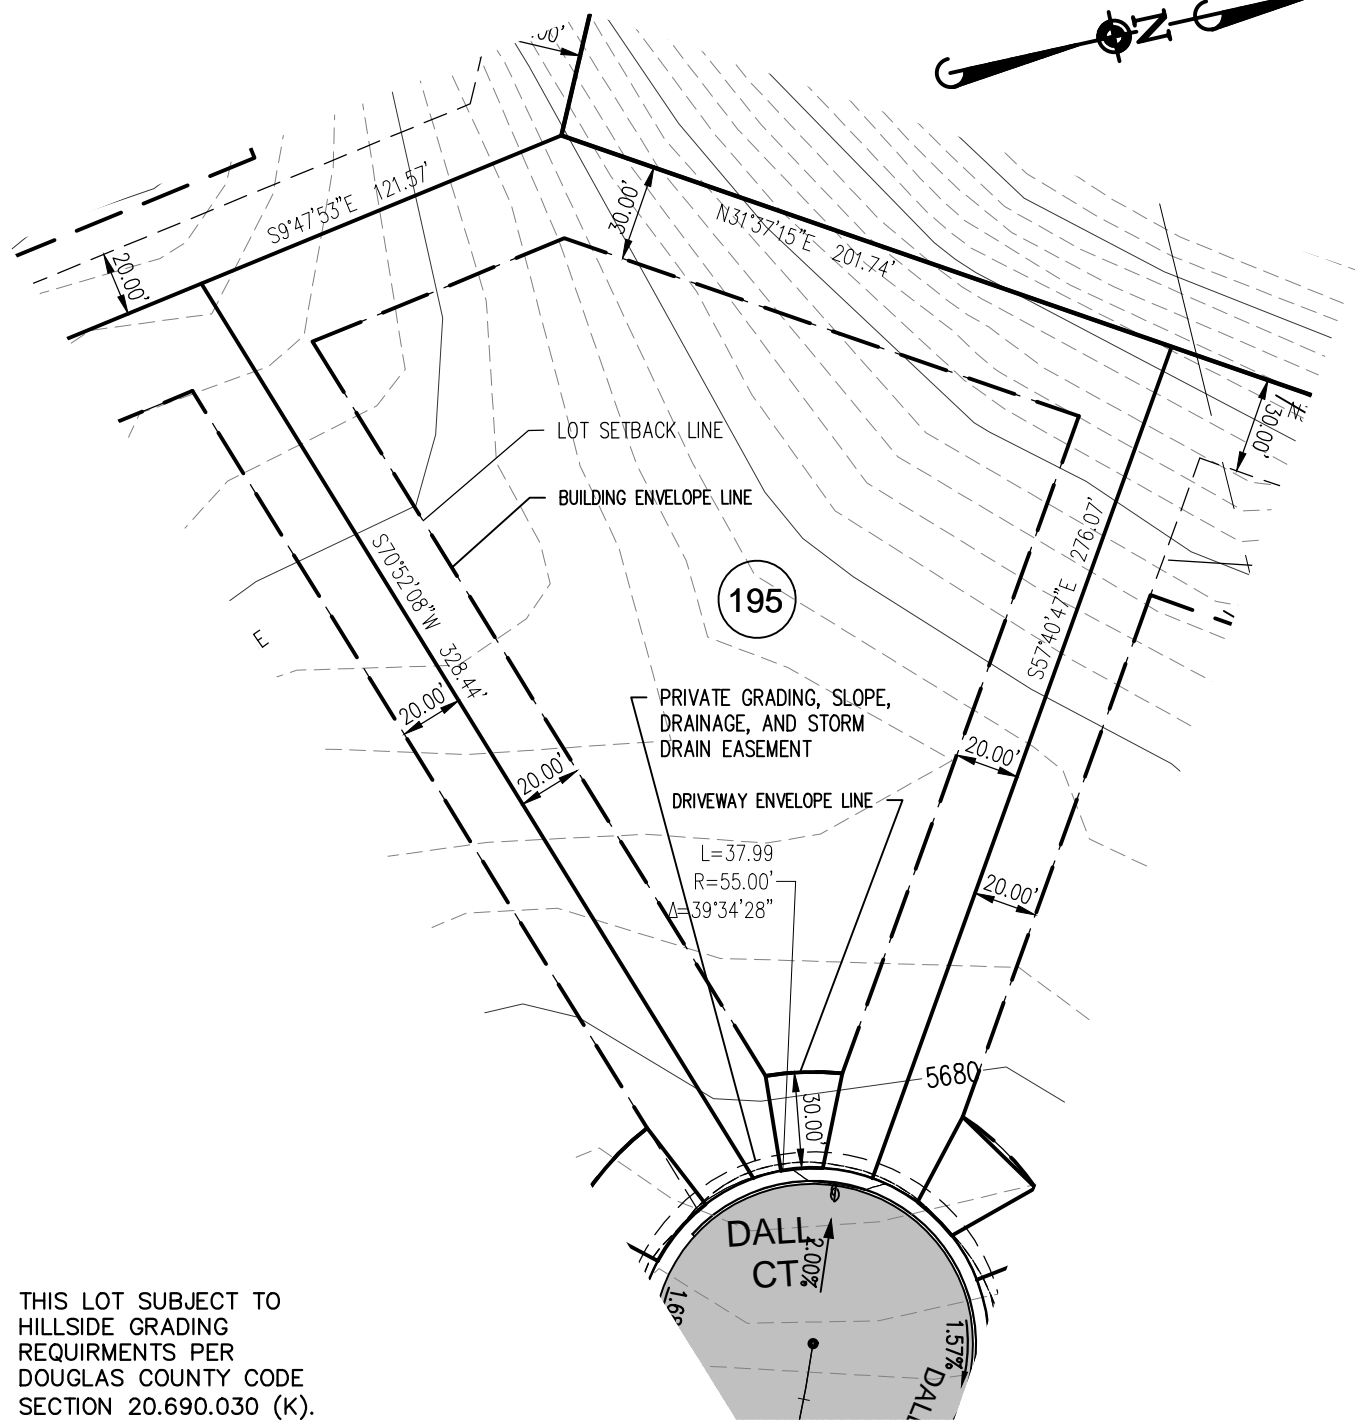 N
S9°47'53"E 121.57'
20.00'
30.00'
N31°37'15"E 201.74'
30.00'
LOT SETBACK LINE
BUILDING ENVELOPE LINE
S70°52'08"W 328.44'
S57°40'47"E 276.07'
195
E
20.00'
20.00'
20.00'
20.00'
PRIVATE GRADING, SLOPE,
DRAINAGE, AND STORM
DRAIN EASEMENT
DRIVEWAY ENVELOPE LINE
L=37.99
R=55.00'
Δ=39°34'28"
5680
30.00'
DALL
CT
2.00%
1.57%
THIS LOT SUBJECT TO
HILLSIDE GRADING
REQUIRMENTS PER
DOUGLAS COUNTY CODE
SECTION 20.690.030 (K).